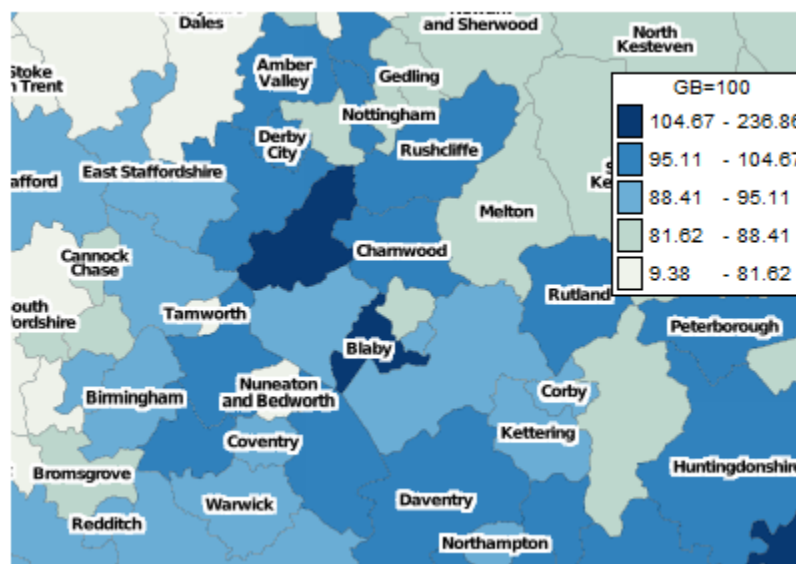 Dales
and Sherwood
North
Kesteven
Stoke
n Trent
Amber
Valley
Gedling
GB=100
104.67 - 236.86
95.11 - 104.67
88.41 - 95.11
81.62 - 88.41
9.38 - 81.62
Nottingham
Derby
City
Rushcliffe
East Staffordshire
afford
Melton
Cannock
Chase
Charnwood
Rutland
outh
fordshire
Tamworth
Peterborough
Blaby
Nuneaton
and Bedworth
Birmingham
Corby
Kettering
Coventry
Bromsgrove
Huntingdonshire
Warwick
Daventry
Redditch
Northampton